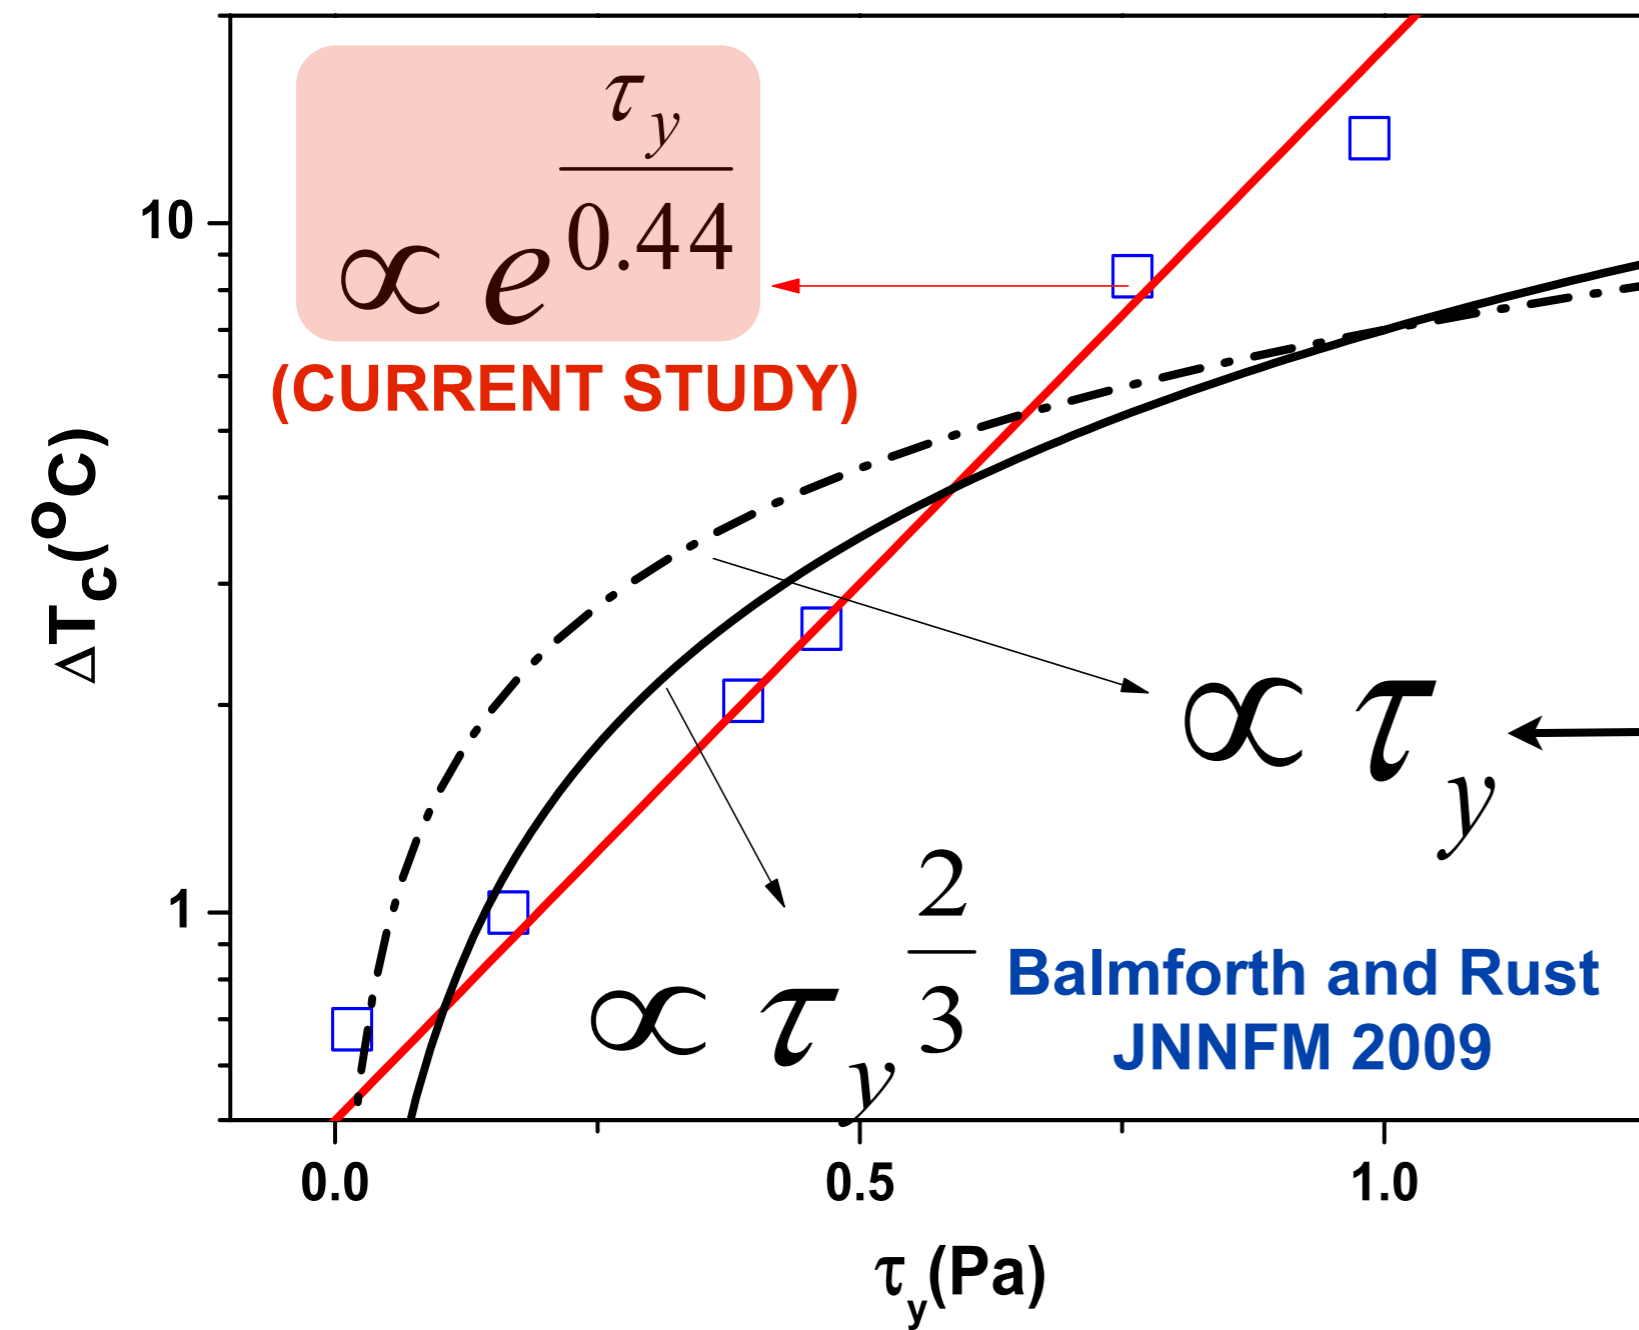 ∝ e^{τ_y/0.44}
(CURRENT STUDY)
10
1
ΔT_c(°C)
∝ τ_y
∝ τ_y^{2/3}
Balmforth and Rust
JNNFM 2009
0.0 0.5 1.0
τ_y(Pa)